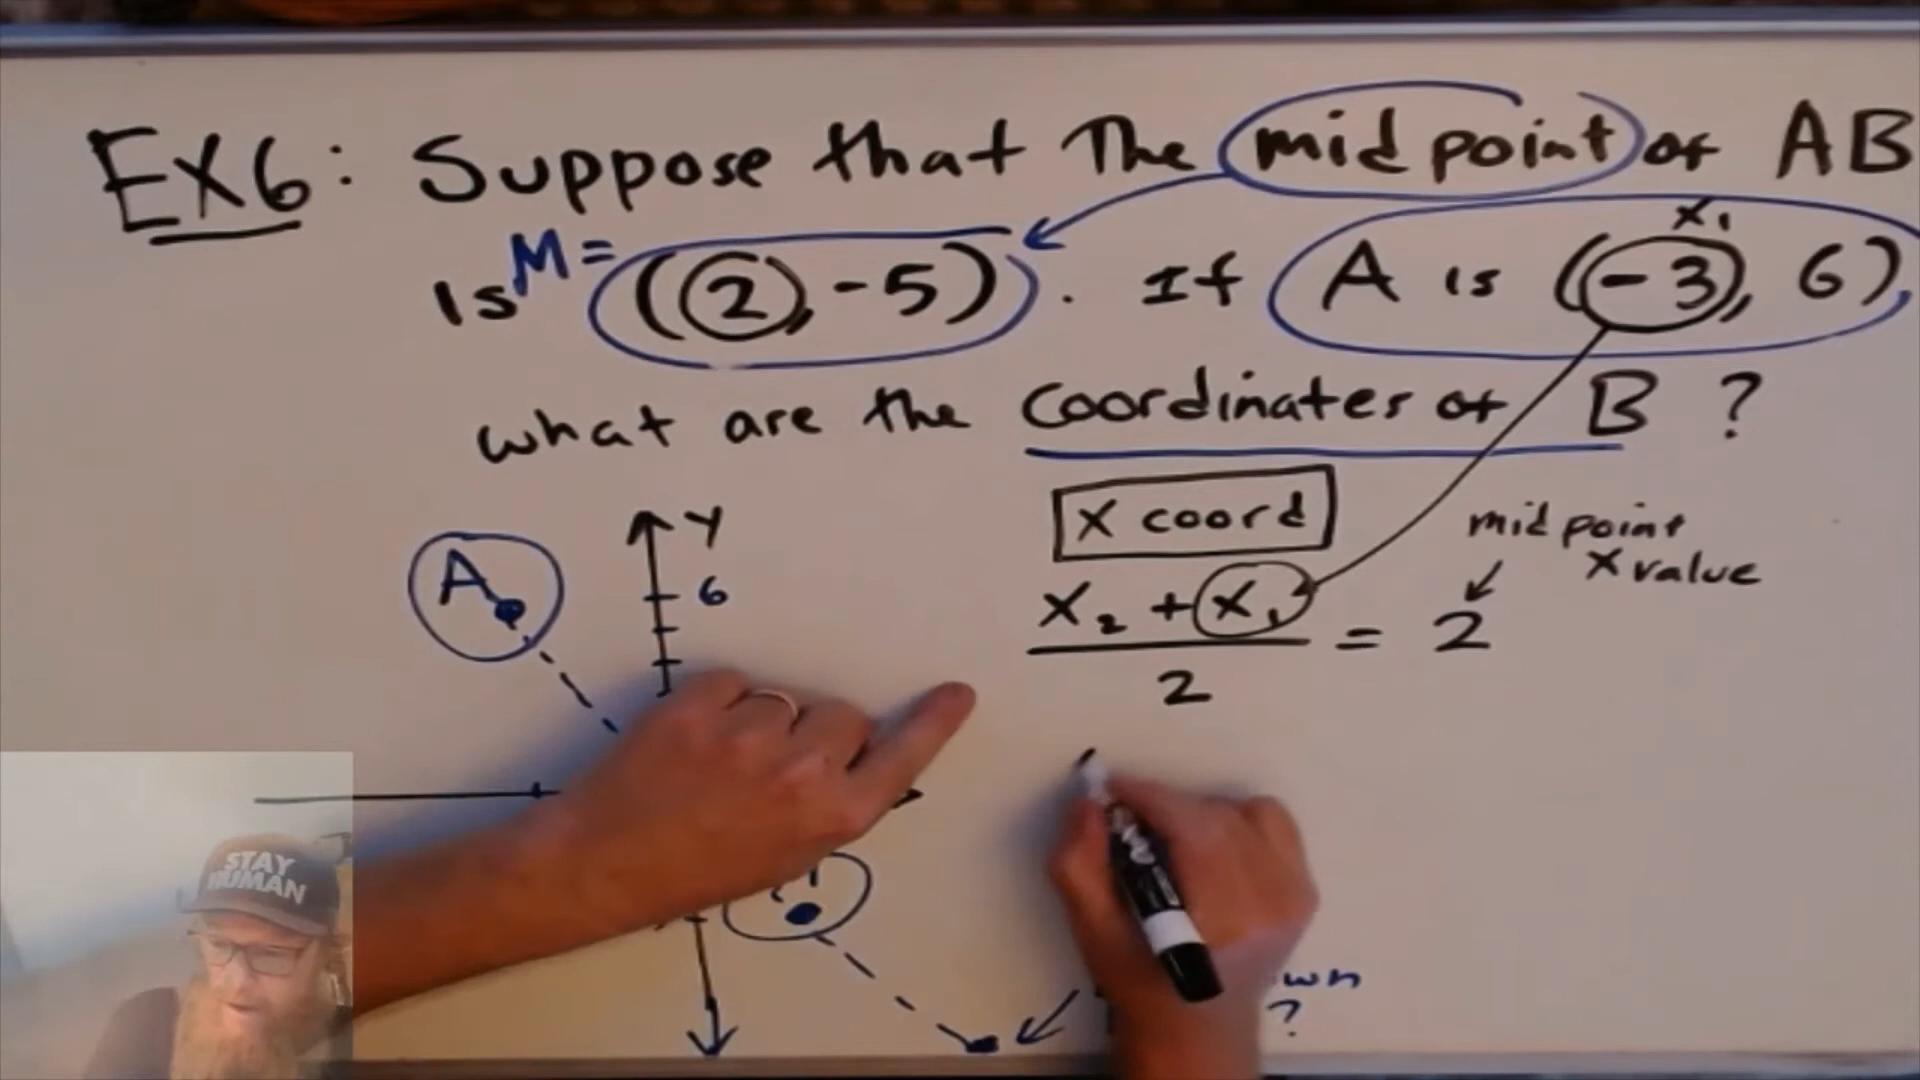 EX6: Suppose that The midpoint of AB
is M= (2, -5). If A is (-3, 6),
x₁
what are the coordinates of B ?
X coord
midpoint
x value
x₂ + x₁
2
= 2
Y
6
A
?
STAY
HUMAN